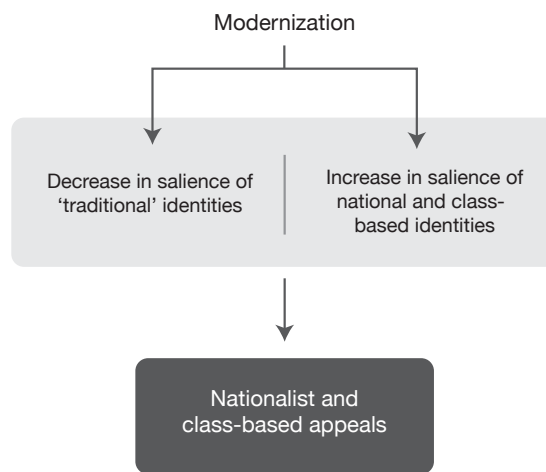 Modernization
Decrease in salience of
‘traditional’ identities
Increase in salience of
national and class-
based identities
Nationalist and
class-based appeals